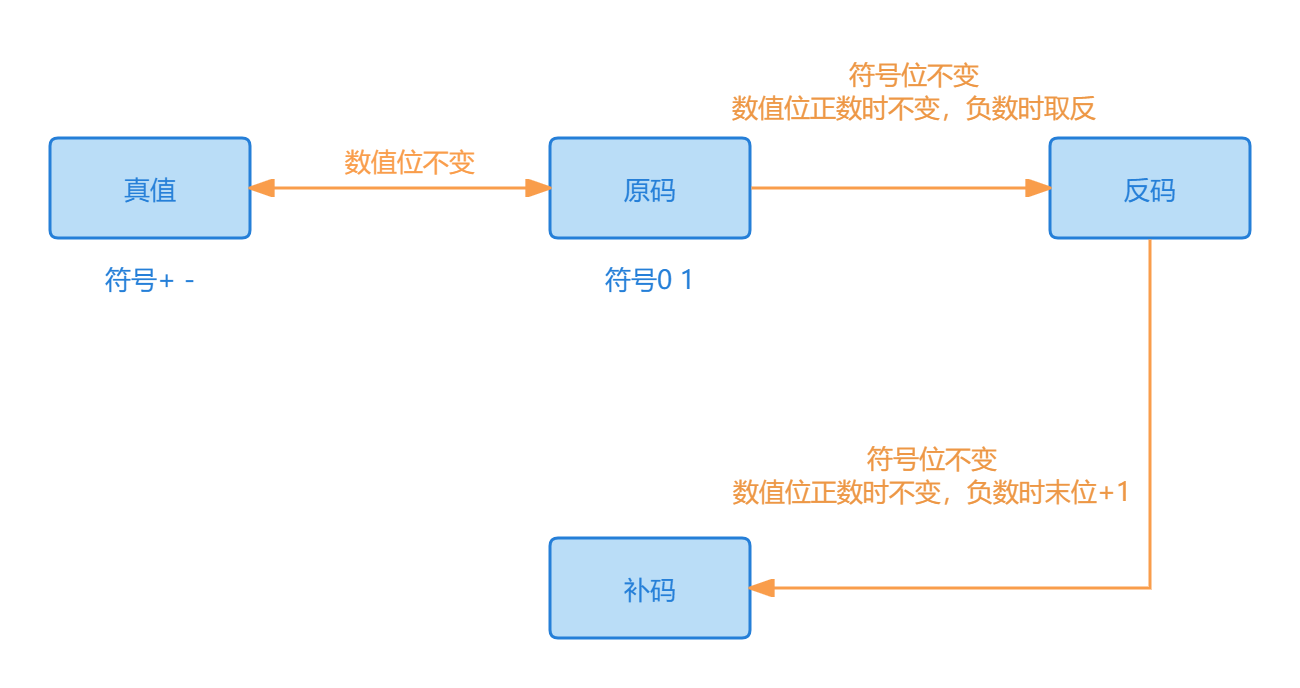 符号位不变
数值位正数时不变，负数时取反
数值位不变
真值
原码
反码
符号+ -
符号0 1
符号位不变
数值位正数时不变，负数时末位+1
补码